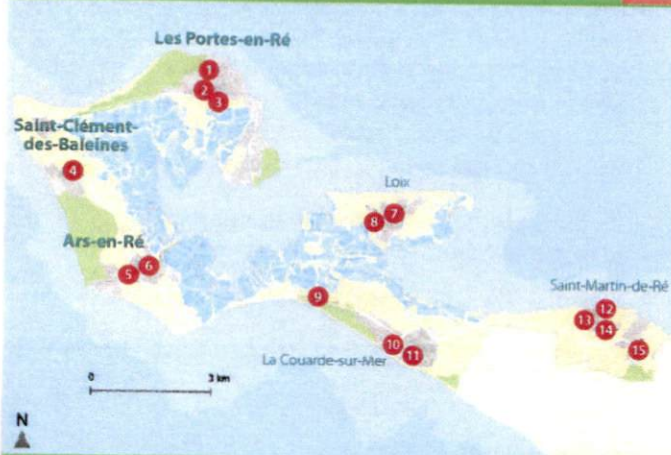 Les Portes-en-Ré
1
2
3
Saint-Clément-
des-Baleines
4
Loix
7
8
Ars-en-Ré
6
5
9
Saint-Martin-de-Ré
12
13
14
15
10
11
La Couarde-sur-Mer
0 3 km
N